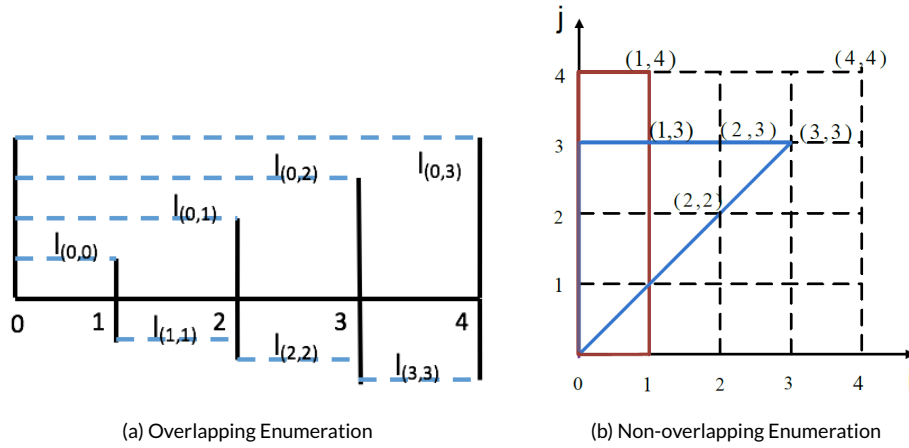 I(0,2)
I(0,3)
I(0,1)
I(0,0)
0 1 2 3 4
I(1,1)
I(2,2)
I(3,3)
(a) Overlapping Enumeration
j
(1,4) (4,4)
4
(1,3) (2,3) (3,3)
3
(2,2)
2
1
0 1 2 3 4
(b) Non-overlapping Enumeration